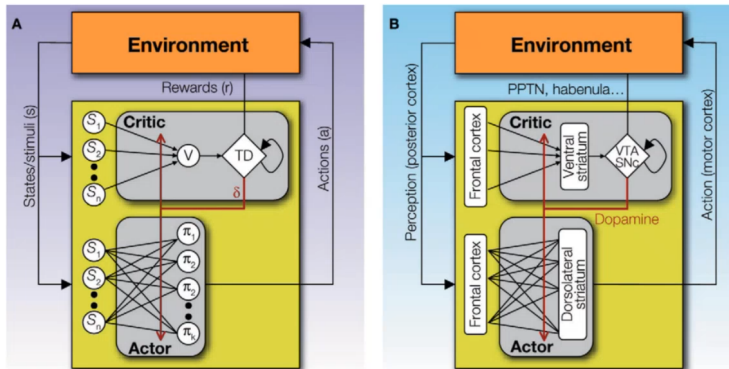 A
Environment
Rewards (r)
States/stimuli (s)
Actions (a)
Critic
S1
S2
Sn
V
TD
δ
S1
S2
Sn
π1
π2
π2
πk
Actor
B
Environment
PPTN, habenula...
Perception (posterior cortex)
Action (motor cortex)
Critic
Frontal cortex
Ventral
striatum
VTA
SNc
Dopamine
Frontal cortex
Dorsolateral
striatum
Actor